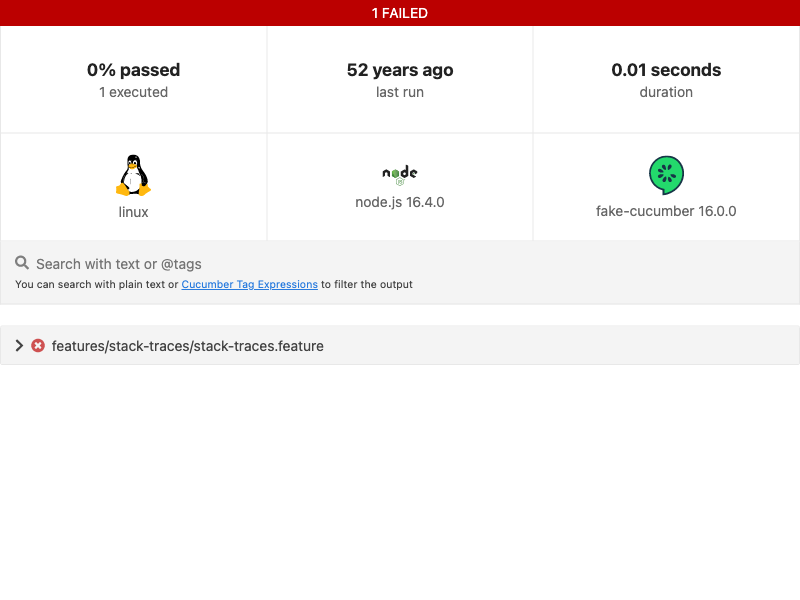 1 FAILED
0% passed
1 executed
52 years ago
last run
0.01 seconds
duration
linux
node
node.js 16.4.0
fake-cucumber 16.0.0
Search with text or @tags
You can search with plain text or Cucumber Tag Expressions to filter the output
features/stack-traces/stack-traces.feature